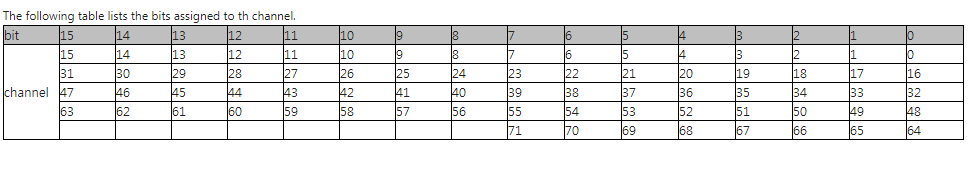 The following table lists the bits assigned to th channel.
bit 15 14 13 12 11 10 9 8 7 6 5 4 3 2 1 0
15 14 13 12 11 10 9 8 7 6 5 4 3 2 1 0
31 30 29 28 27 26 25 24 23 22 21 20 19 18 17 16
channel 47 46 45 44 43 42 41 40 39 38 37 36 35 34 33 32
63 62 61 60 59 58 57 56 55 54 53 52 51 50 49 48
71 70 69 68 67 66 65 64